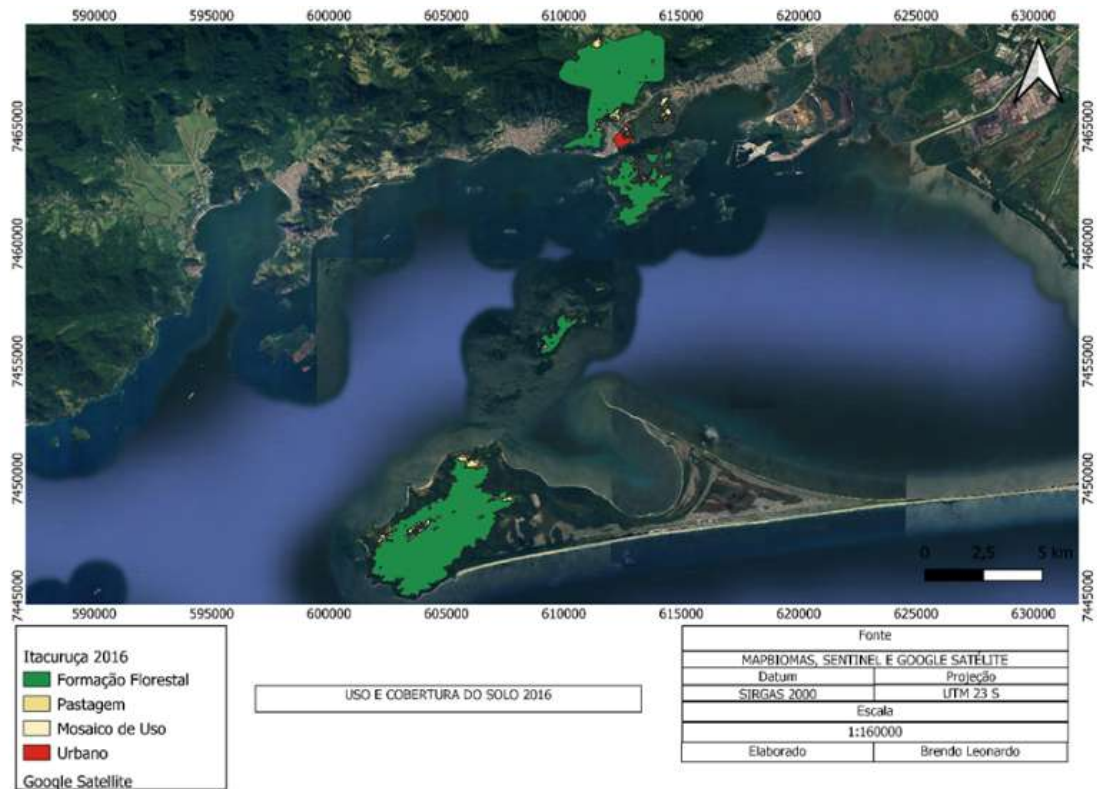 590000 595000 600000 605000 610000 615000 620000 625000 630000
7465000 7465000
7460000 7460000
7455000 7455000
7450000 7450000
7445000 7445000
0 2,5 5 km
590000 595000 600000 605000 610000 615000 620000 625000 630000
Itacuruça 2016
Formação Florestal
Pastagem
Mosaico de Uso
Urbano
Google Satellite
USO E COBERTURA DO SOLO 2016
Fonte
MAPBIOMAS, SENTINEL E GOOGLE SATÉLITE
Datum Projeção
SIRGAS 2000 UTM 23 S
Escala
1:160000
Elaborado Brendo Leonardo